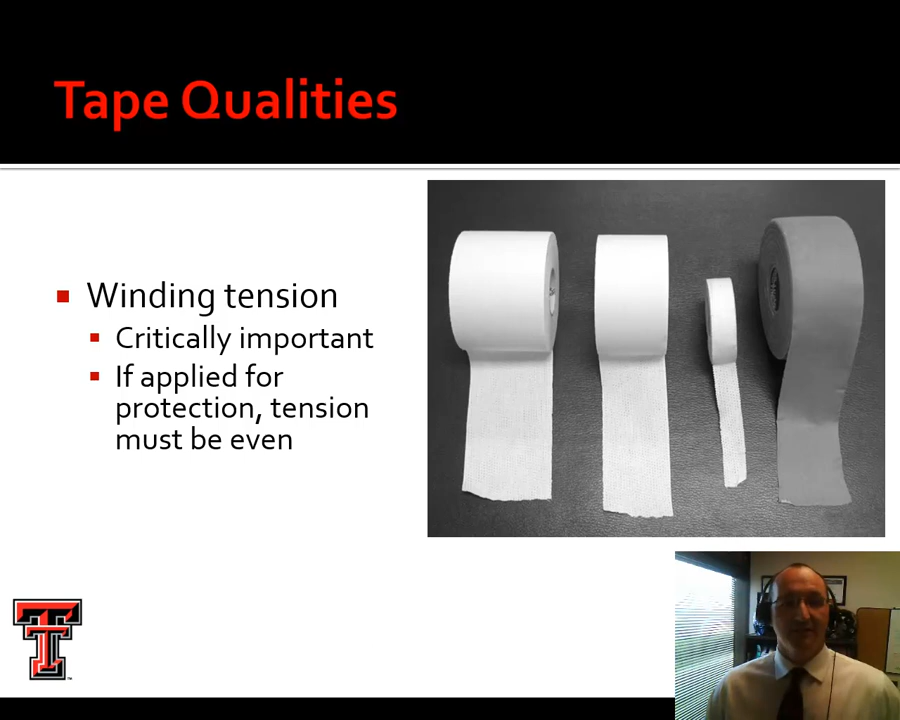 Tape Qualities
Winding tension
Critically important
If applied for
protection, tension
must be even